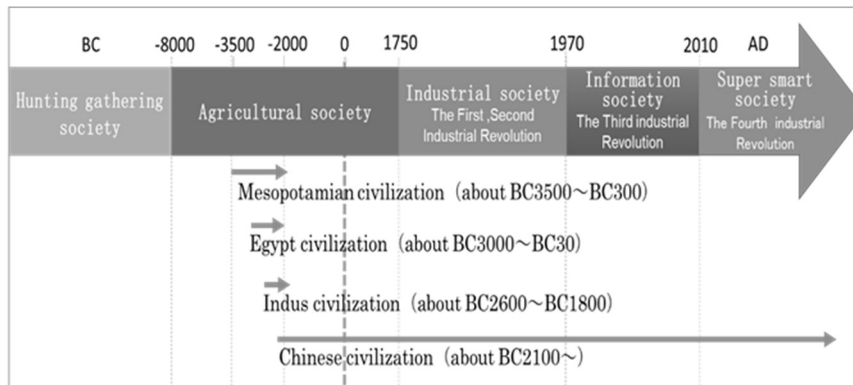 BC -8000 -3500 -2000 0 1750 1970 2010 AD
Hunting gathering
society
Agricultural society
Industrial society
The First ,Second
Industrial Revolution
Information
society
The Third industrial
Revolution
Super smart
society
The Fourth industrial
Revolution
Mesopotamian civilization (about BC3500～BC300)
Egypt civilization (about BC3000～BC30)
Indus civilization (about BC2600～BC1800)
Chinese civilization (about BC2100～)